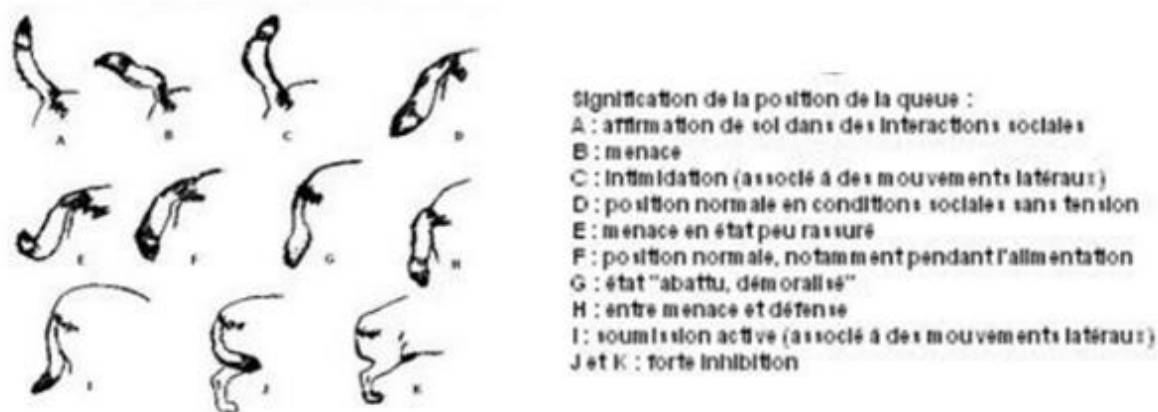 A
B
C
D
E
F
G
H
I
J
K
Signification de la position de la queue :
A : affirmation de soi dans des interactions sociales
B : menace
C : intimidation (associé á des mouvements latéraux)
D : position normale en conditions sociales sans tension
E : menace en état peu rassuré
F : position normale, notamment pendant l'alimentation
G : état "abattu, démoralisé"
H : entre menace et défense
I : soumission active (associé á des mouvements latéraux)
J et K : forte inhibition